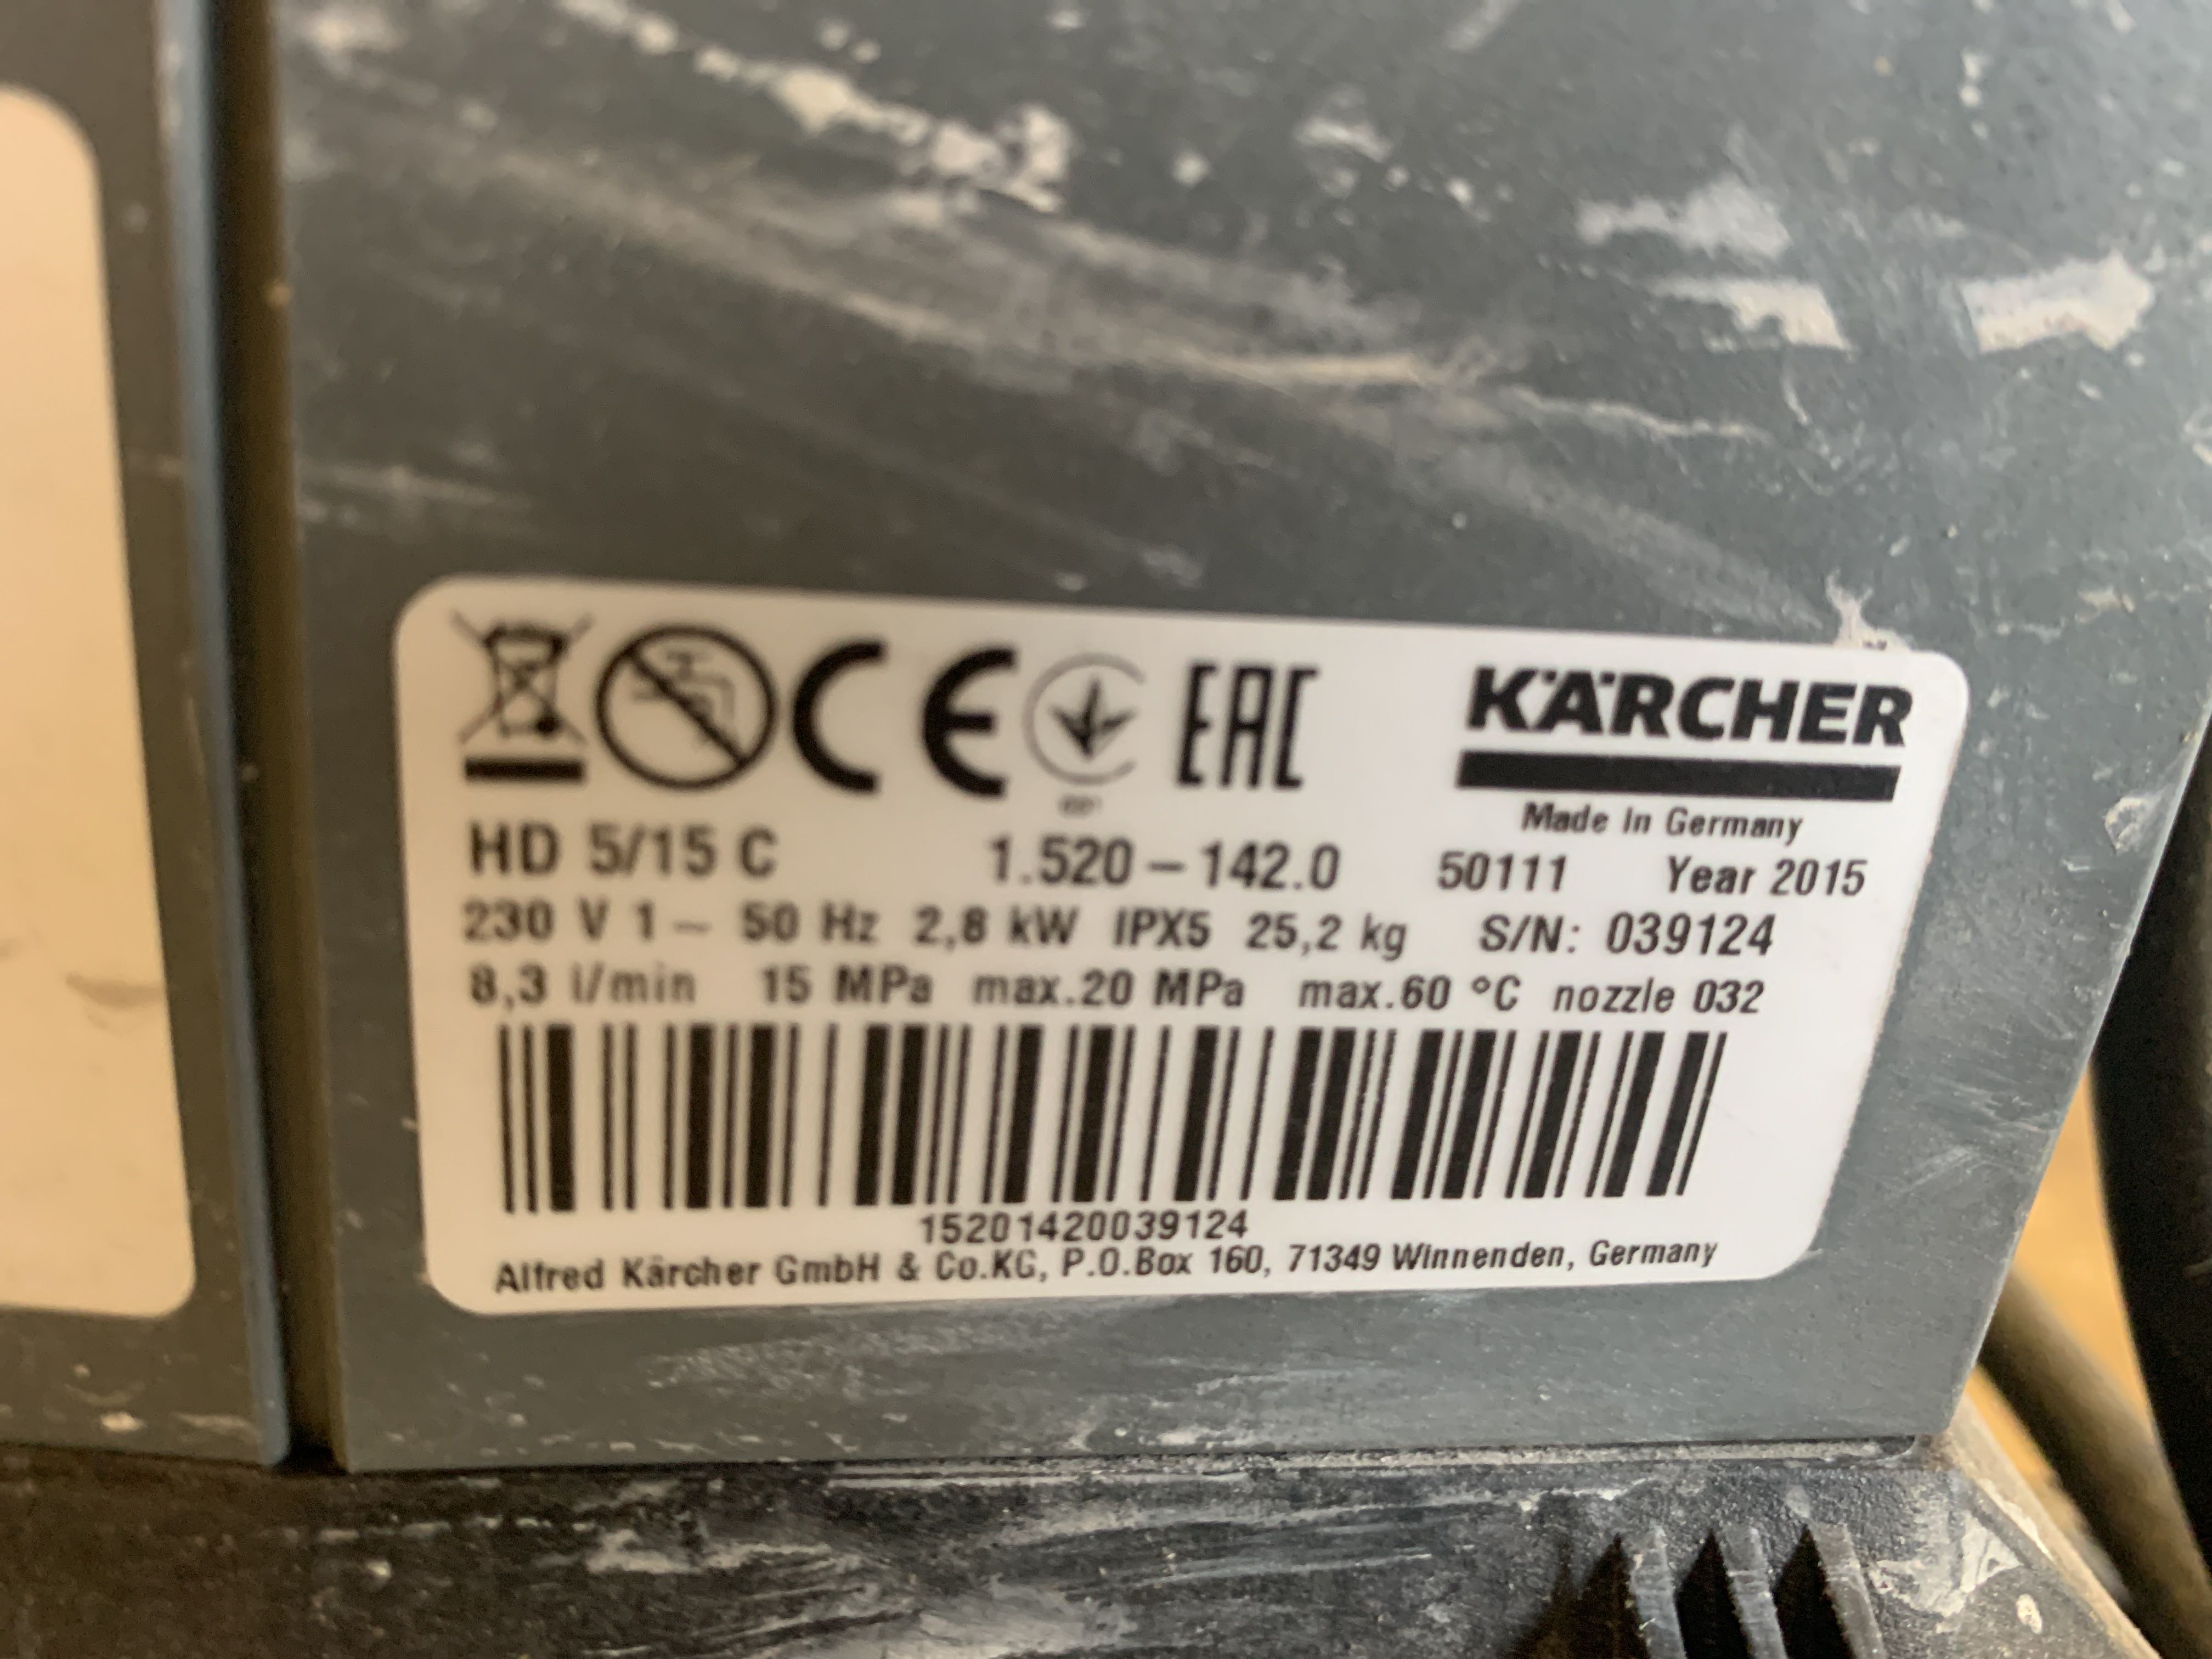 CE EAC KÄRCHER
Made in Germany
HD 5/15 C 1.520-142.0 50111 Year 2015
230 V 1~ 50 Hz 2,8 kW IPX5 25,2 kg S/N: 039124
8,3 l/min 15 MPa max.20 MPa max.60 °C nozzle 032
15201420039124
Alfred Kärcher GmbH & Co.KG, P.O.Box 160, 71349 Winnenden, Germany